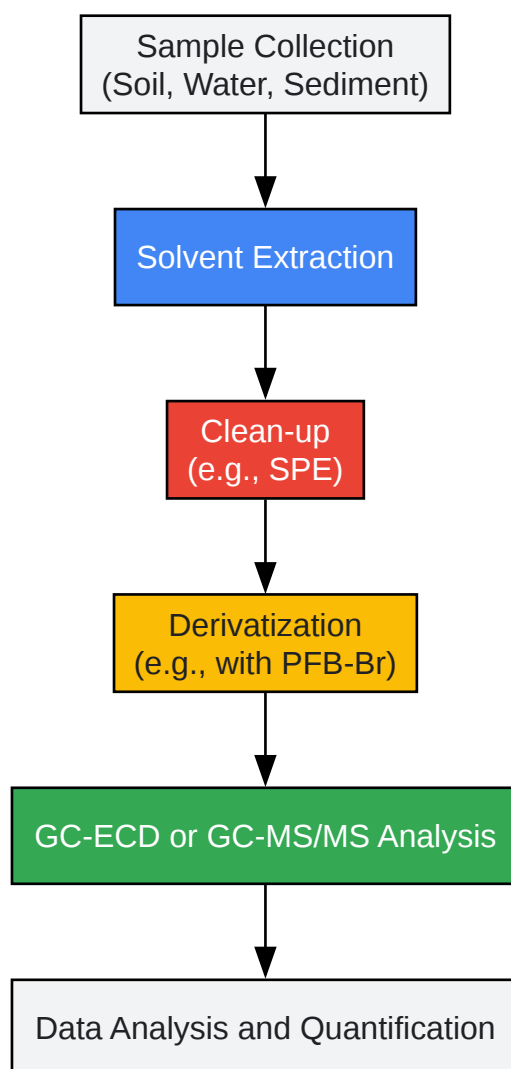 Sample Collection
(Soil, Water, Sediment)
Solvent Extraction
Clean-up
(e.g., SPE)
Derivatization
(e.g., with PFB-Br)
GC-ECD or GC-MS/MS Analysis
Data Analysis and Quantification